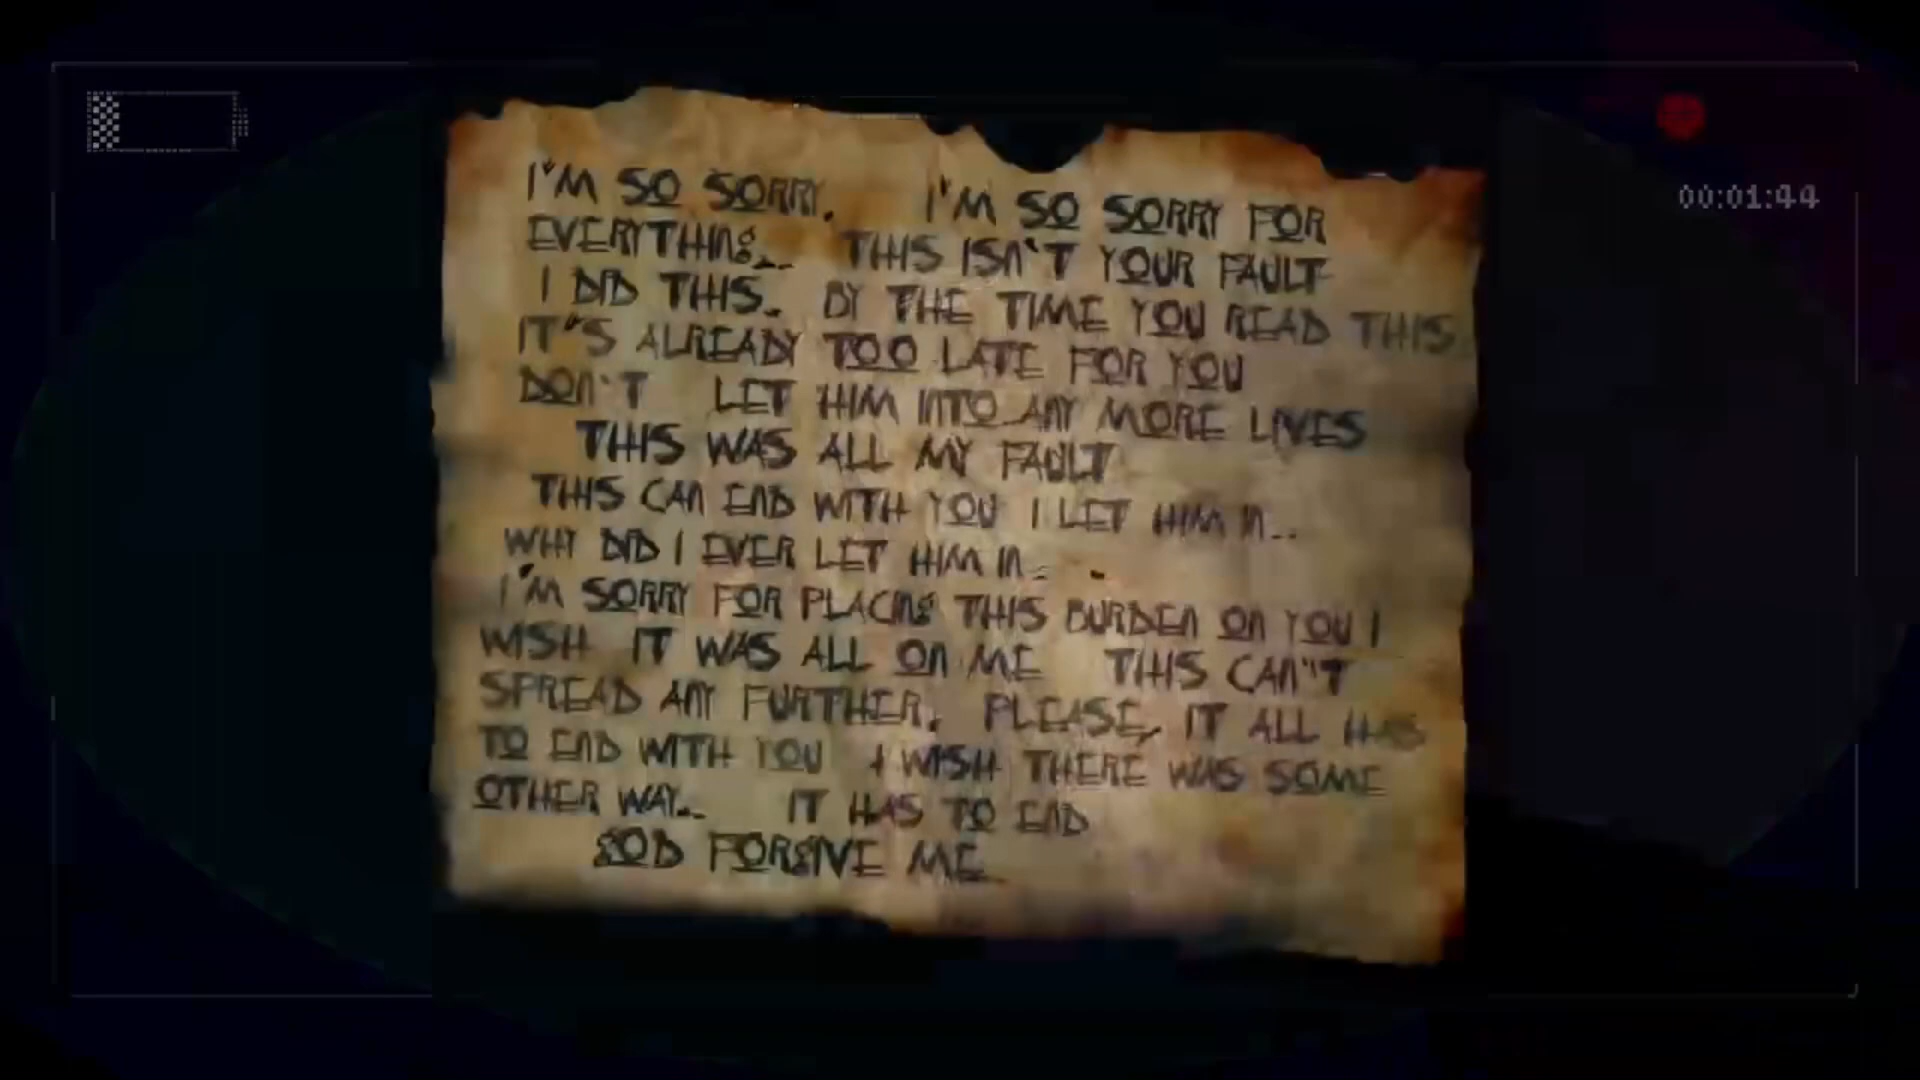 00:01:44
I'M SO SORRY. I'M SO SORRY FOR
EVERYTHING... THIS ISN'T YOUR FAULT
I DID THIS. BY THE TIME YOU READ THIS
IT'S ALREADY TOO LATE FOR YOU
DON'T LET HIM INTO ANY MORE LIVES
THIS WAS ALL MY FAULT
THIS CAN END WITH YOU I LET HIM IN...
WHY DID I EVER LET HIM IN..
I'M SORRY FOR PLACING THIS BURDEN ON YOU I
WISH IT WAS ALL ON ME THIS CAN'T
SPREAD ANY FURTHER. PLEASE, IT ALL HAS
TO END WITH YOU I WISH THERE WAS SOME
OTHER WAY... IT HAS TO END
GOD FORGIVE ME